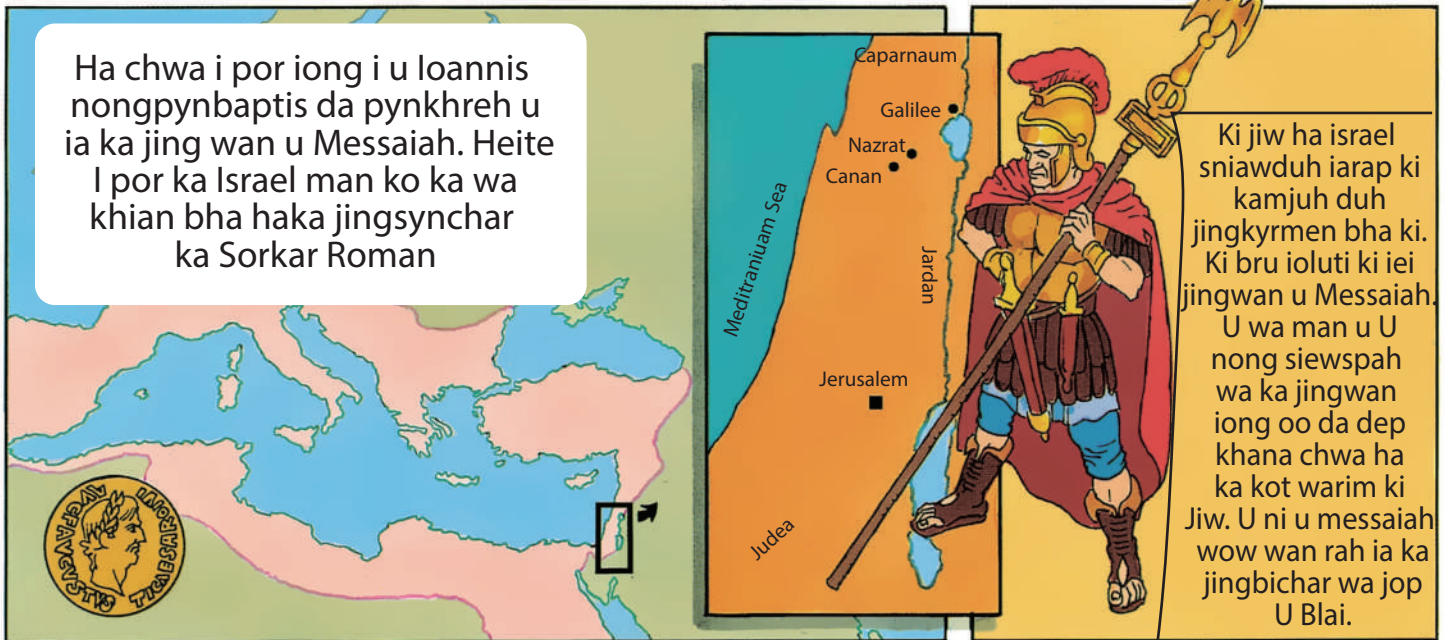 Ha chwa i por iong i u Ioannis
nongpynbaptis da pynkhreh u
ia ka jing wan u Messaiah. Heite
I por ka Israel man ko ka wa
khian bha haka jingsynchar
ka Sorkar Roman
Caparnaum
Galilee
Nazrat
Canan
Meditraniuam Sea
Jardan
Jerusalem
Judea
Ki jiw ha israel
sniawduh iarap ki
kamjuh duh
jingkyrmen bha ki.
Ki bru ioluti ki iei
jingwan u Messaiah.
U wa man u U
nong siewspah
wa ka jingwan
iong oo da dep
khana chwa ha
ka kot warim ki
Jiw. U ni u messaiah
wow wan rah ia ka
jingbichar wa jop
U Blai.